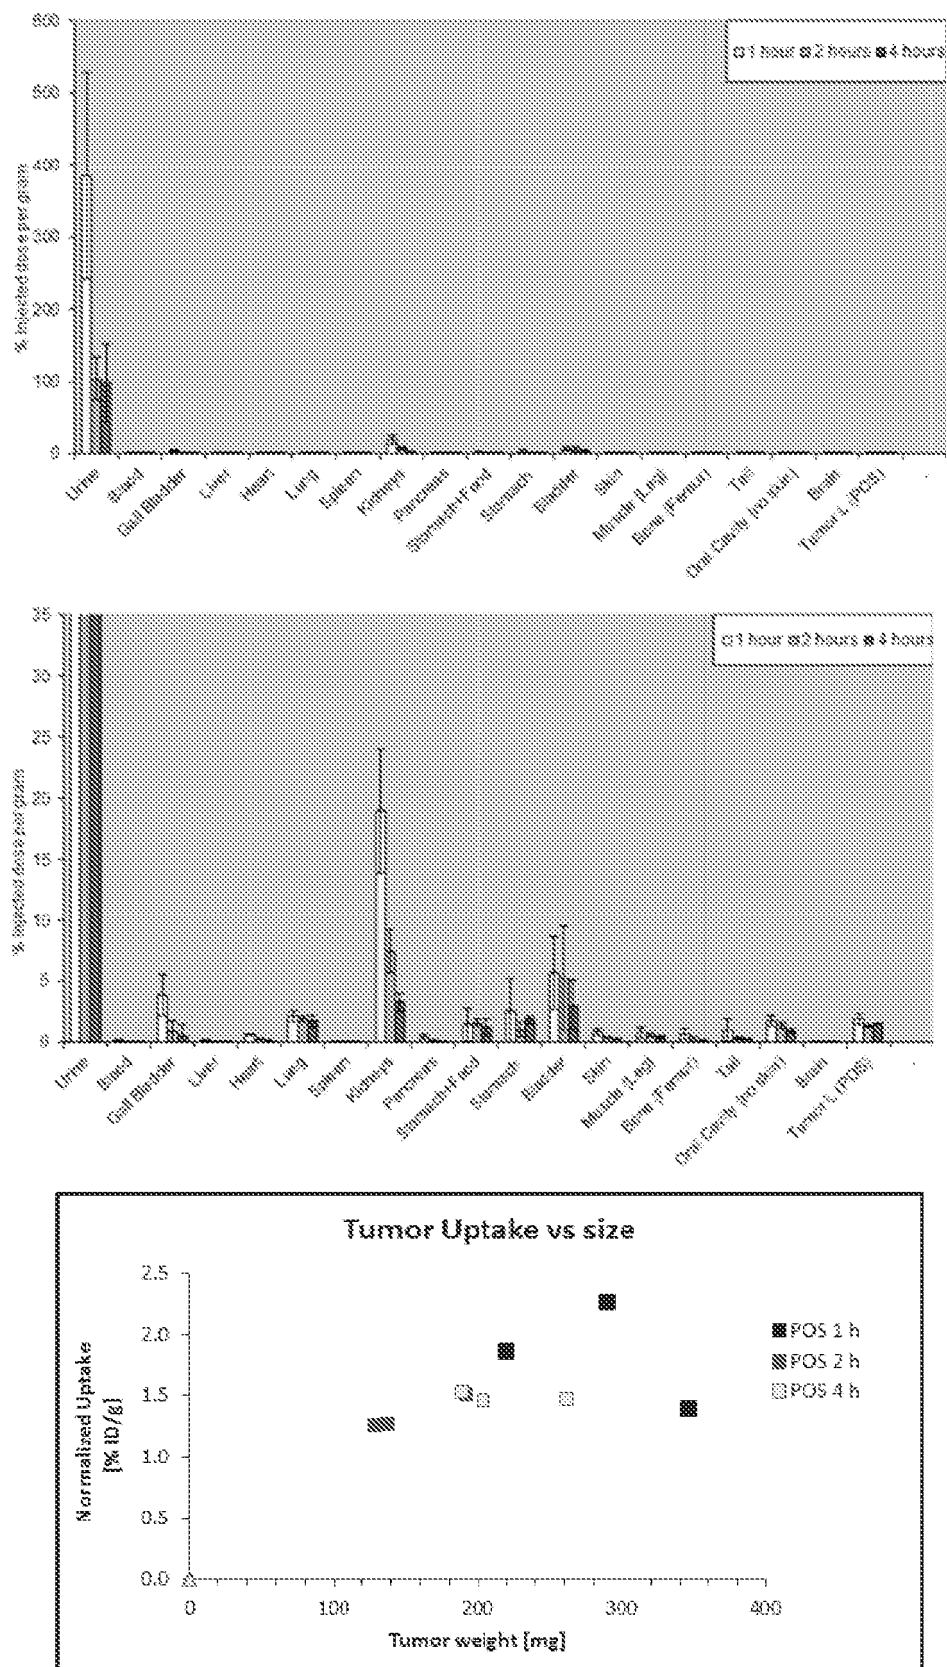 600
1 hour 2 hours 4 hours
500
400
300
200
100
0
% Injected dose per gram
Urine
Blood
Gall Bladder
Liver
Heart
Lung
Spleen
Kidneys
Pancreas
Stomach+Food
Stomach
Bladder
Skin
Muscle (Leg)
Bone (Femur)
Tail
Oral Cavity (no skin)
Brain
Tumor L (POS)
35
1 hour 2 hours 4 hours
30
25
20
15
10
5
0
% Injected dose per gram
Urine
Blood
Gall Bladder
Liver
Heart
Lung
Spleen
Kidneys
Pancreas
Stomach+Food
Stomach
Bladder
Skin
Muscle (Leg)
Bone (Femur)
Tail
Oral Cavity (no skin)
Brain
Tumor L (POS)
Tumor Uptake vs size
2.5
2.0
1.5
1.0
0.5
0.0
Normalized Uptake
[% ID/g]
POS 1 h
POS 2 h
POS 4 h
0 100 200 300 400
Tumor weight [mg]